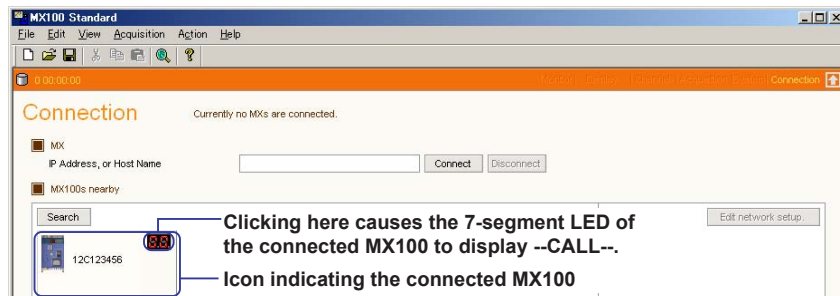 MX100 Standard
File Edit View Acquisition Action Help
0 00:00:00 Connection
Connection Currently no MXs are connected.
MX
IP Address, or Host Name Connect Disconnect
MX100s nearby
Search Edit network setup.
Clicking here causes the 7-segment LED of
8.8.
the connected MX100 to display --CALL--.
12C123456
Icon indicating the connected MX100